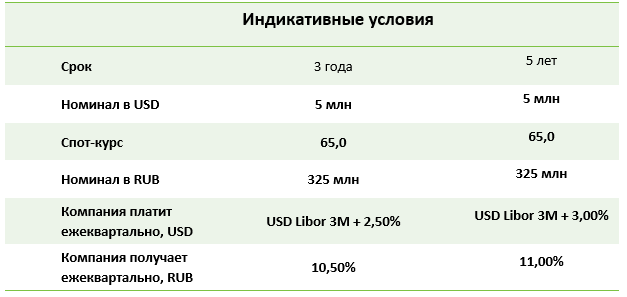 Индикативные условия
Срок 3 года 5 лет
Номинал в USD 5 млн 5 млн
Спот-курс 65,0 65,0
Номинал в RUB 325 млн 325 млн
Компания платит
ежеквартально, USD USD Libor 3M + 2,50% USD Libor 3M + 3,00%
Компания получает
ежеквартально, RUB 10,50% 11,00%